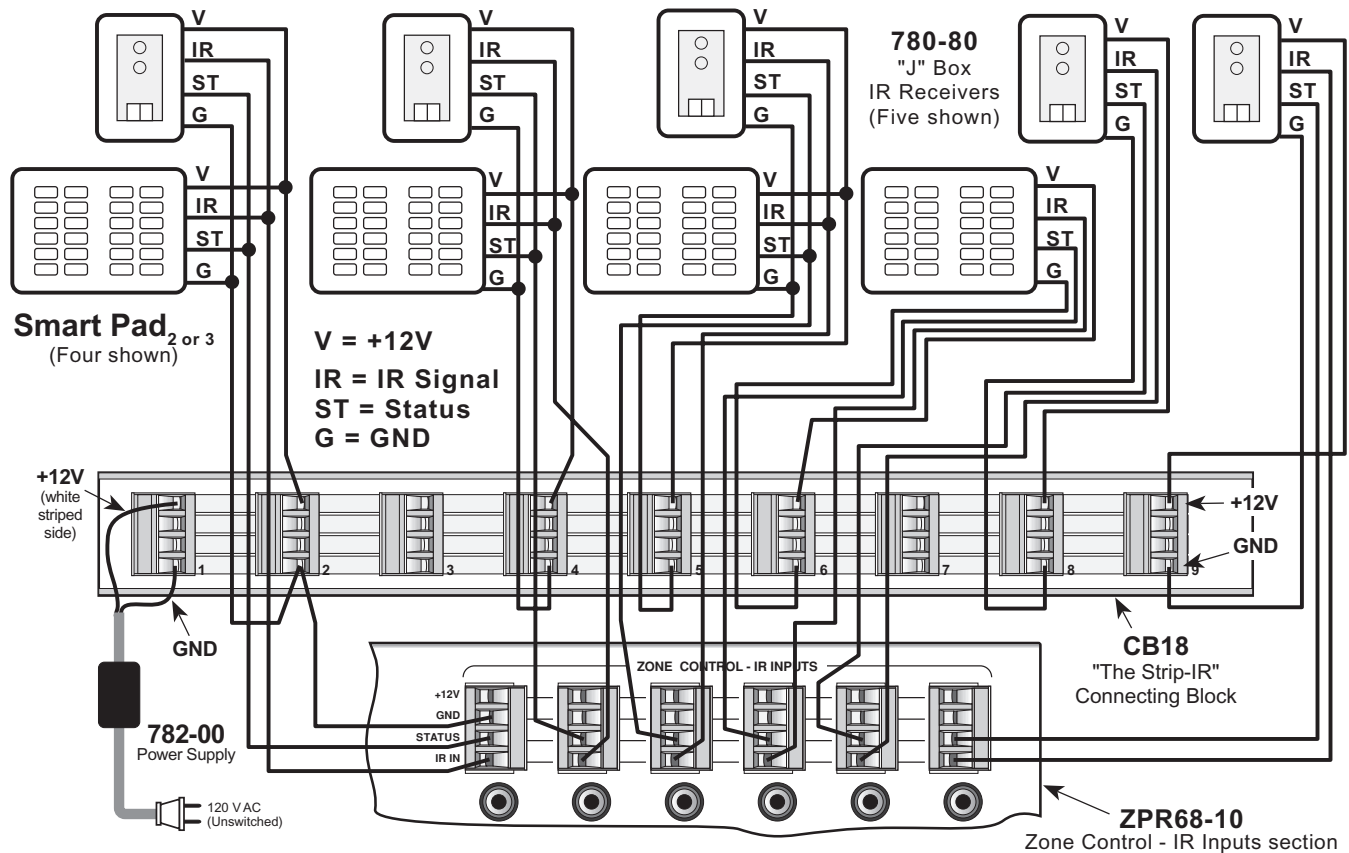 V
IR
ST
G
V
IR
ST
G
V
IR
ST
G
780-80
"J" Box
IR Receivers
(Five shown)
V
IR
ST
G
V
IR
ST
G
V
IR
ST
G
V
IR
ST
G
V
IR
ST
G
V
IR
ST
G
Smart Pad 2 or 3
(Four shown)
V = +12V
IR = IR Signal
ST = Status
G = GND
+12V
(white
striped
side)
+12V
GND
1
2
3
4
5
6
7
8
9
GND
CB18
"The Strip-IR"
Connecting Block
ZONE CONTROL - IR INPUTS
+12V
GND
STATUS
IR IN
782-00
Power Supply
120 V AC
(Unswitched)
ZPR68-10
Zone Control - IR Inputs section